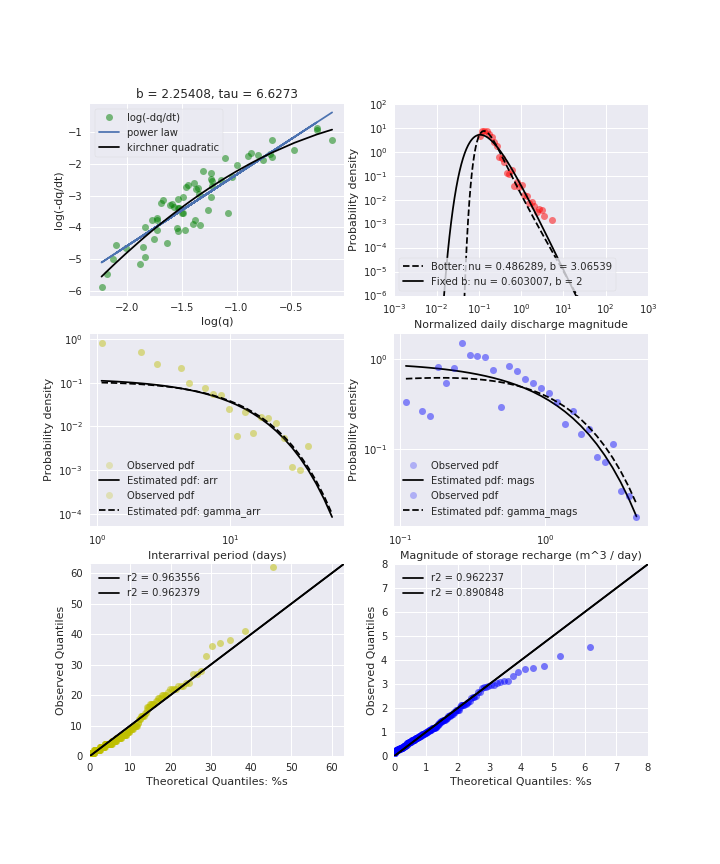 b = 2.25408, tau = 6.6273
log(-dq/dt)
power law
kirchner quadratic
−1
−2
−3
−4
−5
−6
log(-dq/dt)
−2.0 −1.5 −1.0 −0.5
log(q)
10^2
10^1
10^0
10^−1
10^−2
10^−3
10^−4
10^−5
10^−6
Probability density
Botter: nu = 0.486289, b = 3.06539
Fixed b: nu = 0.603007, b = 2
10^−3 10^−2 10^−1 10^0 10^1 10^2 10^3
Normalized daily discharge magnitude
10^0
10^−1
10^−2
10^−3
10^−4
Probability density
Observed pdf
Estimated pdf: arr
Observed pdf
Estimated pdf: gamma_arr
10^0 10^1
Interarrival period (days)
10^0
10^−1
Probability density
Observed pdf
Estimated pdf: mags
Observed pdf
Estimated pdf: gamma_mags
10^−1 10^0
Magnitude of storage recharge (m^3 / day)
r2 = 0.963556
r2 = 0.962379
60
50
40
30
20
10
0
Observed Quantiles
0 10 20 30 40 50 60
Theoretical Quantiles: %s
r2 = 0.962237
r2 = 0.890848
8
7
6
5
4
3
2
1
0
Observed Quantiles
0 1 2 3 4 5 6 7 8
Theoretical Quantiles: %s